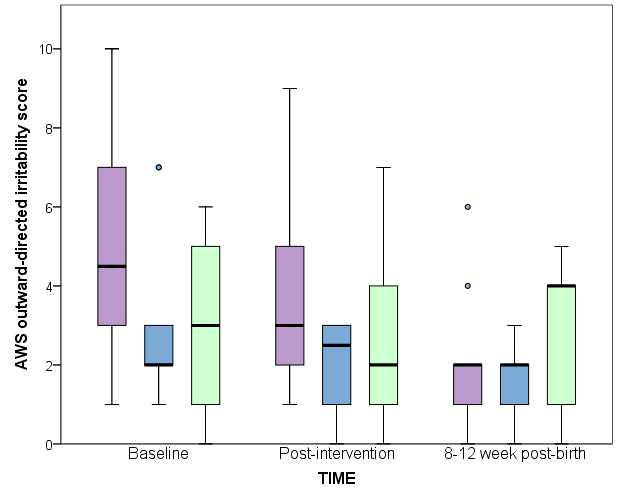 AWS outward-directed irritability score
10
8
6
4
2
0
Baseline
Post-intervention
8-12 week post-birth
TIME